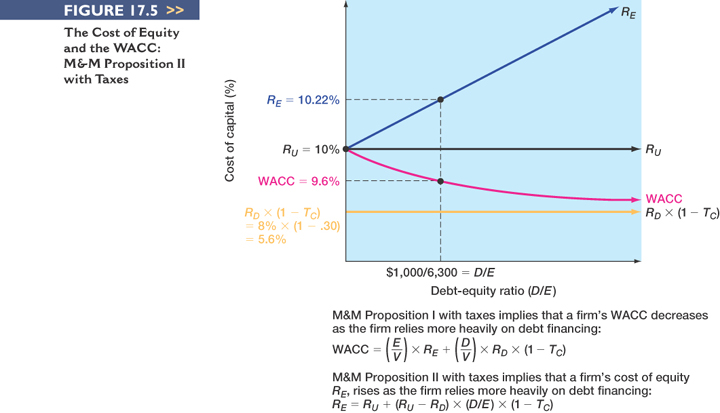 FIGURE 17.5 >>
The Cost of Equity
and the WACC:
M&M Proposition II
with Taxes
Cost of capital (%)
R_E
R_E = 10.22%
R_U = 10%
R_U
WACC = 9.6%
WACC
R_D × (1 − T_C)
= 8% × (1 − .30)
= 5.6%
R_D × (1 − T_C)
$1,000/6,300 = D/E
Debt-equity ratio (D/E)
M&M Proposition I with taxes implies that a firm's WACC decreases
as the firm relies more heavily on debt financing:
WACC = (E/V) × R_E + (D/V) × R_D × (1 − T_C)
M&M Proposition II with taxes implies that a firm's cost of equity
R_E, rises as the firm relies more heavily on debt financing:
R_E = R_U + (R_U − R_D) × (D/E) × (1 − T_C)